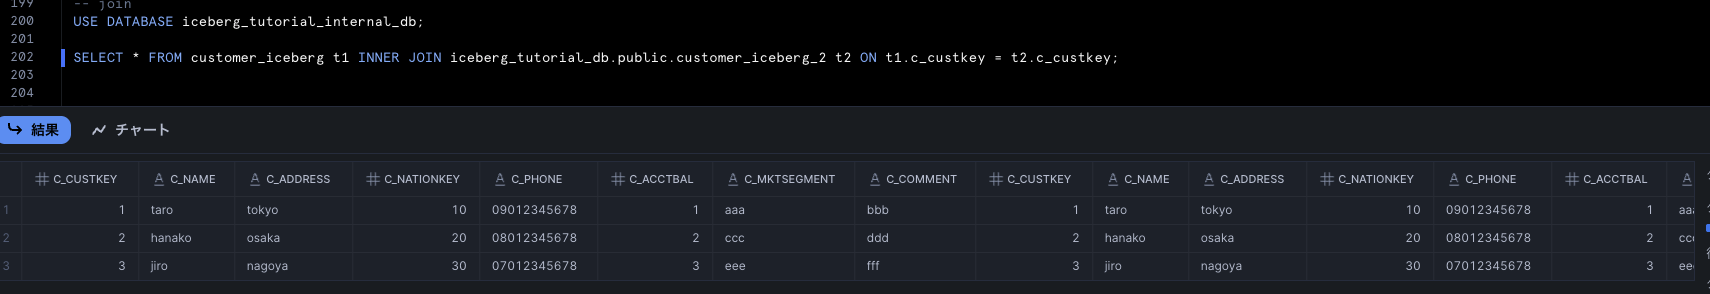 199 -- join
200 USE DATABASE iceberg_tutorial_internal_db;
201
202 SELECT * FROM customer_iceberg t1 INNER JOIN iceberg_tutorial_db.public.customer_iceberg_2 t2 ON t1.c_custkey = t2.c_custkey;
203
204
結果 チャート
# C_CUSTKEY A C_NAME A C_ADDRESS # C_NATIONKEY A C_PHONE # C_ACCTBAL A C_MKTSEGMENT A C_COMMENT # C_CUSTKEY A C_NAME A C_ADDRESS # C_NATIONKEY A C_PHONE # C_ACCTBAL A
1 1 taro tokyo 10 09012345678 1 aaa bbb 1 taro tokyo 10 09012345678 1 aaa
2 2 hanako osaka 20 08012345678 2 ccc ddd 2 hanako osaka 20 08012345678 2 cc
3 3 jiro nagoya 30 07012345678 3 eee fff 3 jiro nagoya 30 07012345678 3 ee